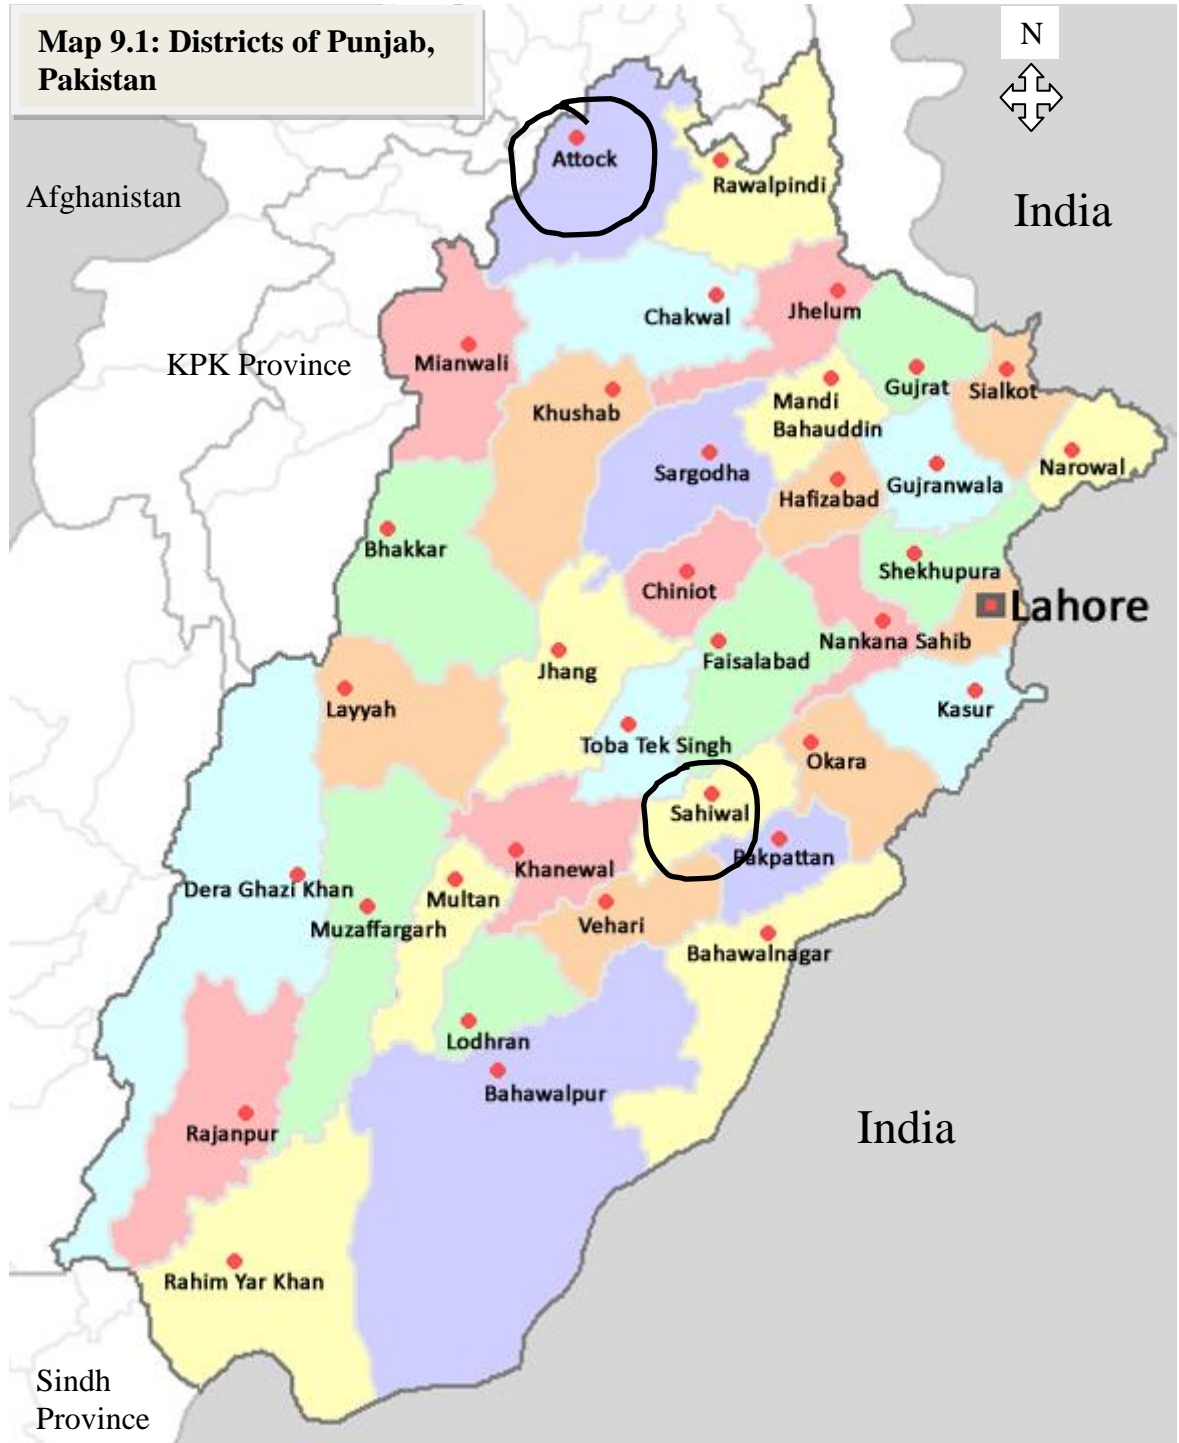 Map 9.1: Districts of Punjab,
Pakistan
N
Attock
Rawalpindi
Afghanistan
India
Chakwal
Jhelum
KPK Province
Mianwali
Khushab
Mandi
Bahauddin
Gujrat
Sialkot
Sargodha
Hafizabad
Gujranwala
Narowal
Bhakkar
Chiniot
Shekhupura
Lahore
Jhang
Faisalabad
Nankana Sahib
Layyah
Toba Tek Singh
Kasur
Okara
Sahiwal
Pakpattan
Khanewal
Dera Ghazi Khan
Multan
Muzaffargarh
Vehari
Bahawalnagar
Lodhran
Bahawalpur
Rajanpur
India
Rahim Yar Khan
Sindh
Province